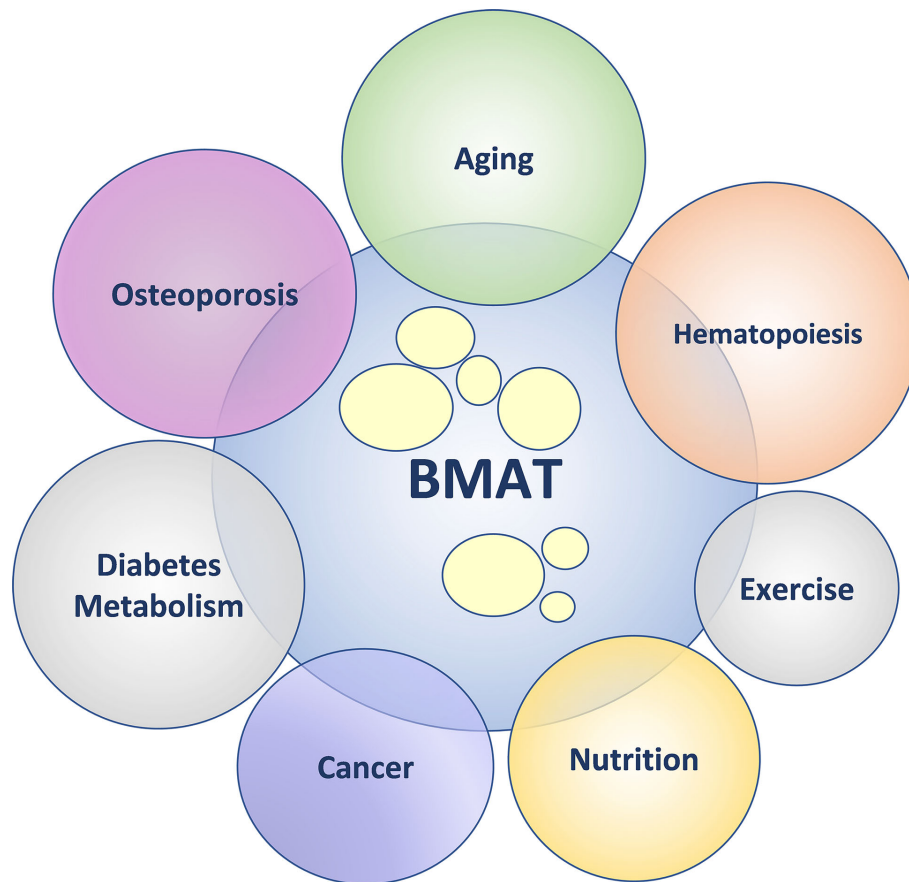 Aging
Osteoporosis
Hematopoiesis
BMAT
Diabetes
Metabolism
Exercise
Cancer
Nutrition